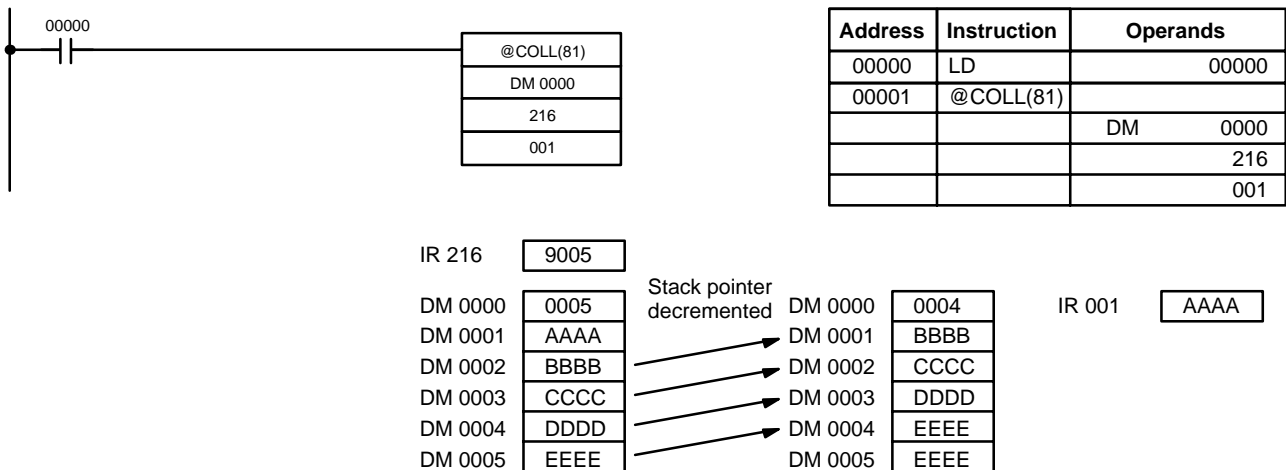 00000
@COLL(81)
DM 0000
216
001
Address Instruction Operands
00000 LD 00000
00001 @COLL(81)
DM 0000
216
001
IR 216 9005
Stack pointer
decremented
DM 0000 0005
DM 0001 AAAA
DM 0002 BBBB
DM 0003 CCCC
DM 0004 DDDD
DM 0005 EEEE
DM 0000 0004
DM 0001 BBBB
DM 0002 CCCC
DM 0003 DDDD
DM 0004 EEEE
DM 0005 EEEE
IR 001 AAAA